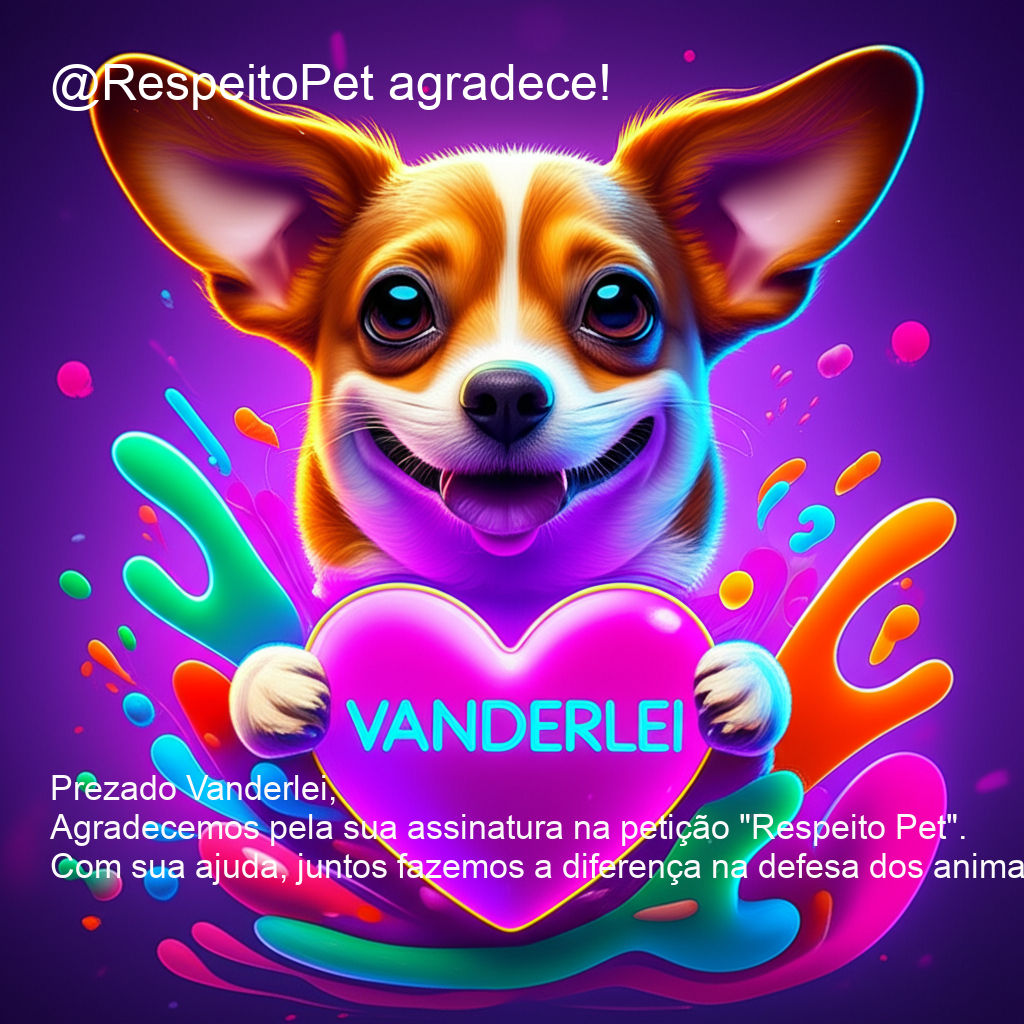 @RespeitoPet agradece!
VANDERLEI
Prezado Vanderlei,
Agradecemos pela sua assinatura na petição "Respeito Pet".
Com sua ajuda, juntos fazemos a diferença na defesa dos anima